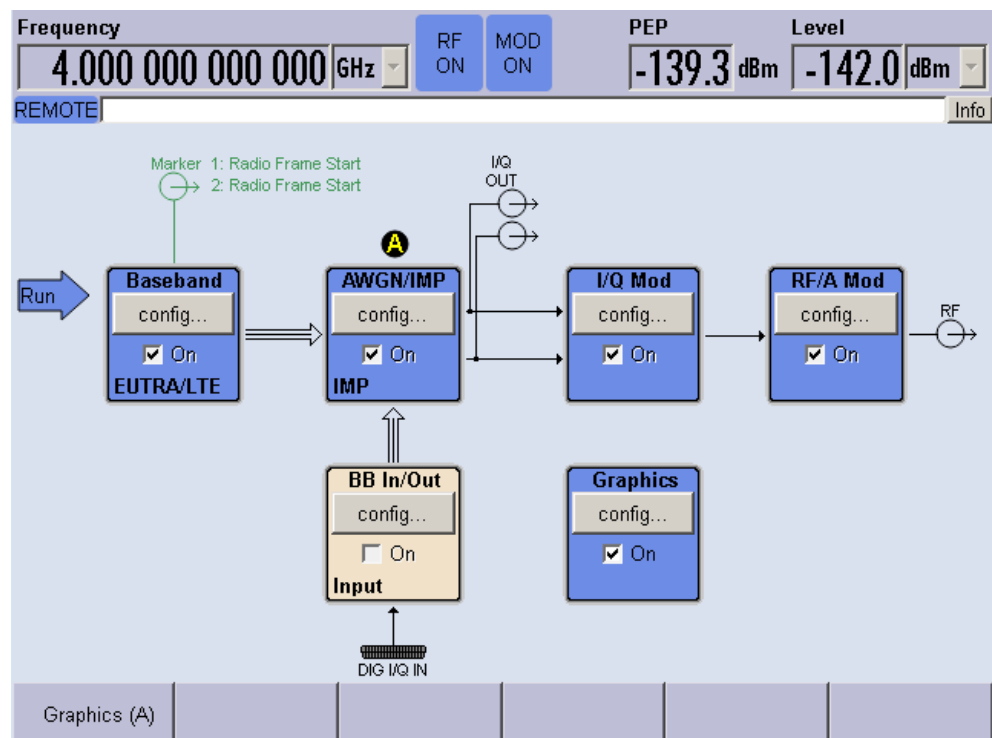 Frequency
4.000 000 000 000 GHz
RF ON
MOD ON
PEP
-139.3 dBm
Level
-142.0 dBm
REMOTE
Info
Marker 1: Radio Frame Start
2: Radio Frame Start
I/Q
OUT
A
Run
Baseband
config...
On
EUTRA/LTE
AWGN/IMP
config...
On
IMP
I/Q Mod
config...
On
RF/A Mod
config...
On
RF
BB In/Out
config...
On
Input
Graphics
config...
On
DIG I/Q IN
Graphics (A)